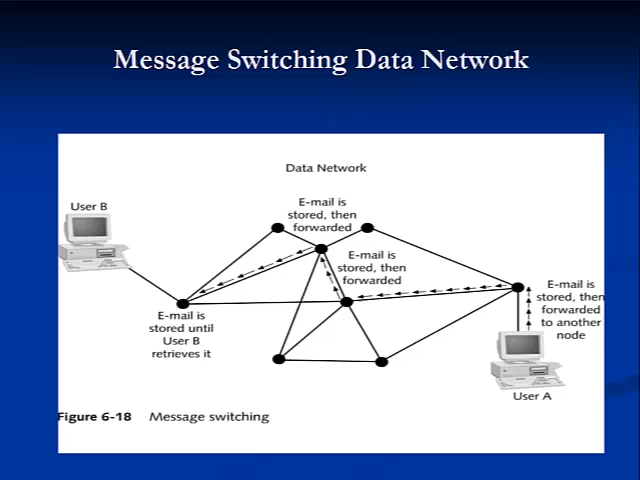 Message Switching Data Network
Data Network
E-mail is
stored, then
forwarded
User B
E-mail is
stored, then
forwarded
E-mail is
stored, then
forwarded
to another
node
E-mail is
stored until
User B
retrieves it
User A
Figure 6-18 Message switching